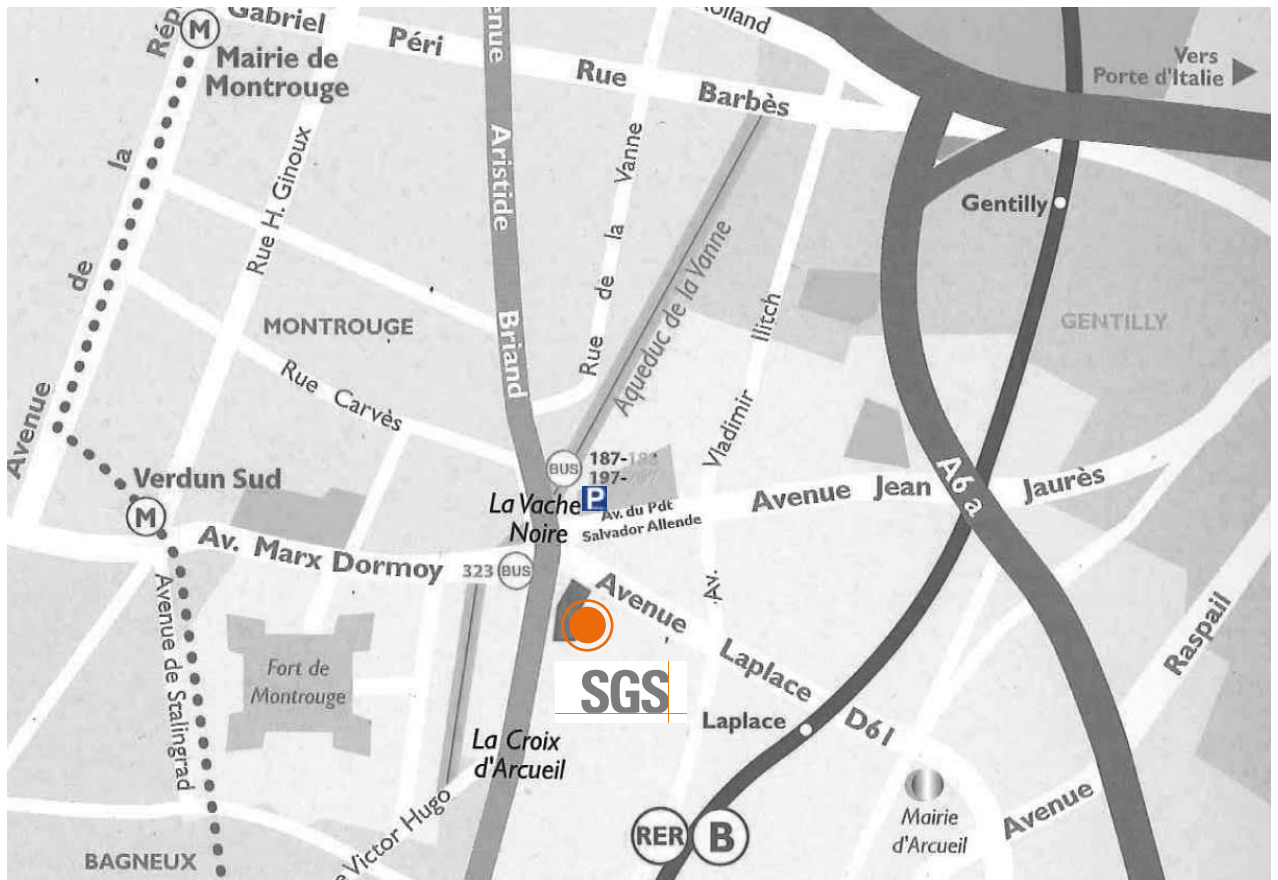 Gabriel
Péri
Rue
Barbès
M
Mairie de
Montrouge
Vers
Porte d'Italie
Avenue
de
la
Rue H. Ginoux
Aristide
Briand
Rue de la Vanne
Aqueduc de la Vanne
Av.
Vladimir
Ilitch
Gentilly
GENTILLY
MONTROUGE
Rue
Carvès
BUS
187-
197-
P
La Vache
Noire
Av. du Pdt
Salvador Allende
Avenue Jean Jaurès
A6 a
Verdun Sud
M
Av. Marx Dormoy
323 BUS
Avenue
Laplace
D61
Avenue de Stalingrad
Fort de
Montrouge
SGS
Laplace
La Croix
d'Arcueil
Victor Hugo
RER B
Mairie
d'Arcueil
Avenue
Raspail
BAGNEUX